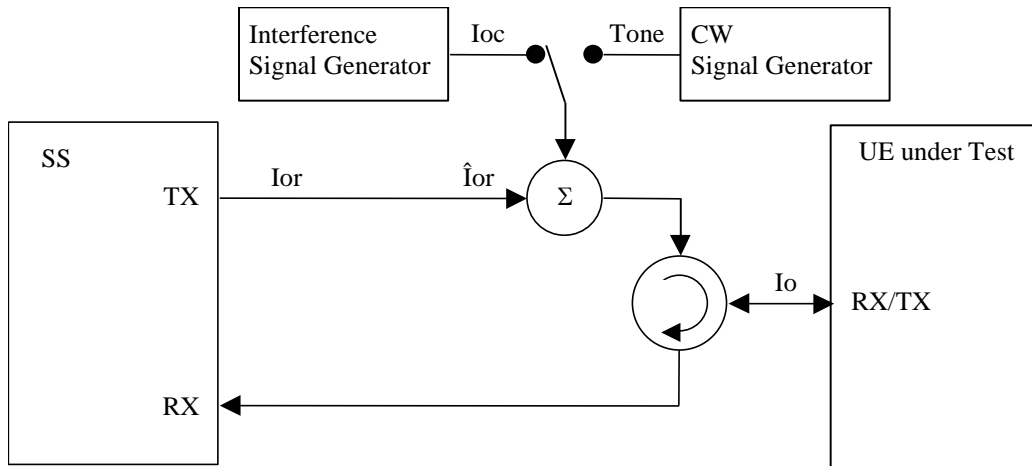 Interference
Signal Generator
Ioc
Tone
CW
Signal Generator
SS
UE under Test
TX
Ior
Îor
Σ
Io
RX/TX
RX